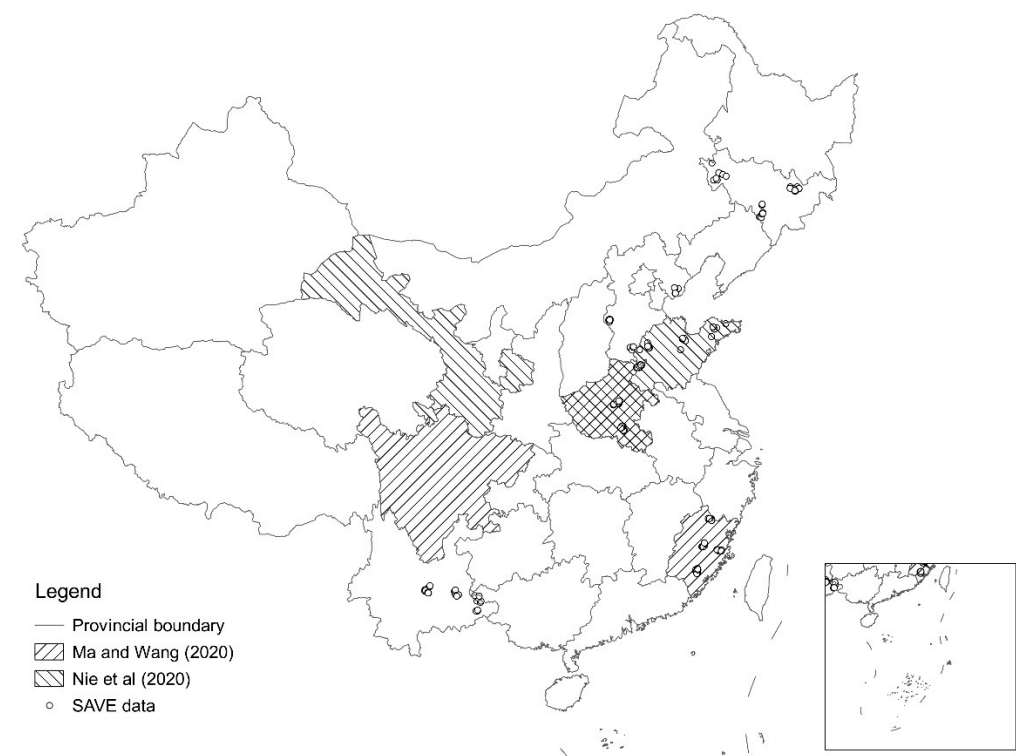 Legend
Provincial boundary
Ma and Wang (2020)
Nie et al (2020)
SAVE data